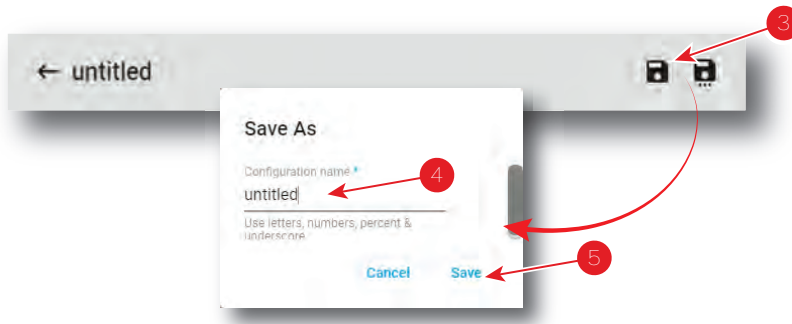 3
← untitled
Save As
Configuration name *
4
untitled
Use letters, numbers, percent &
underscore
5
Cancel
Save